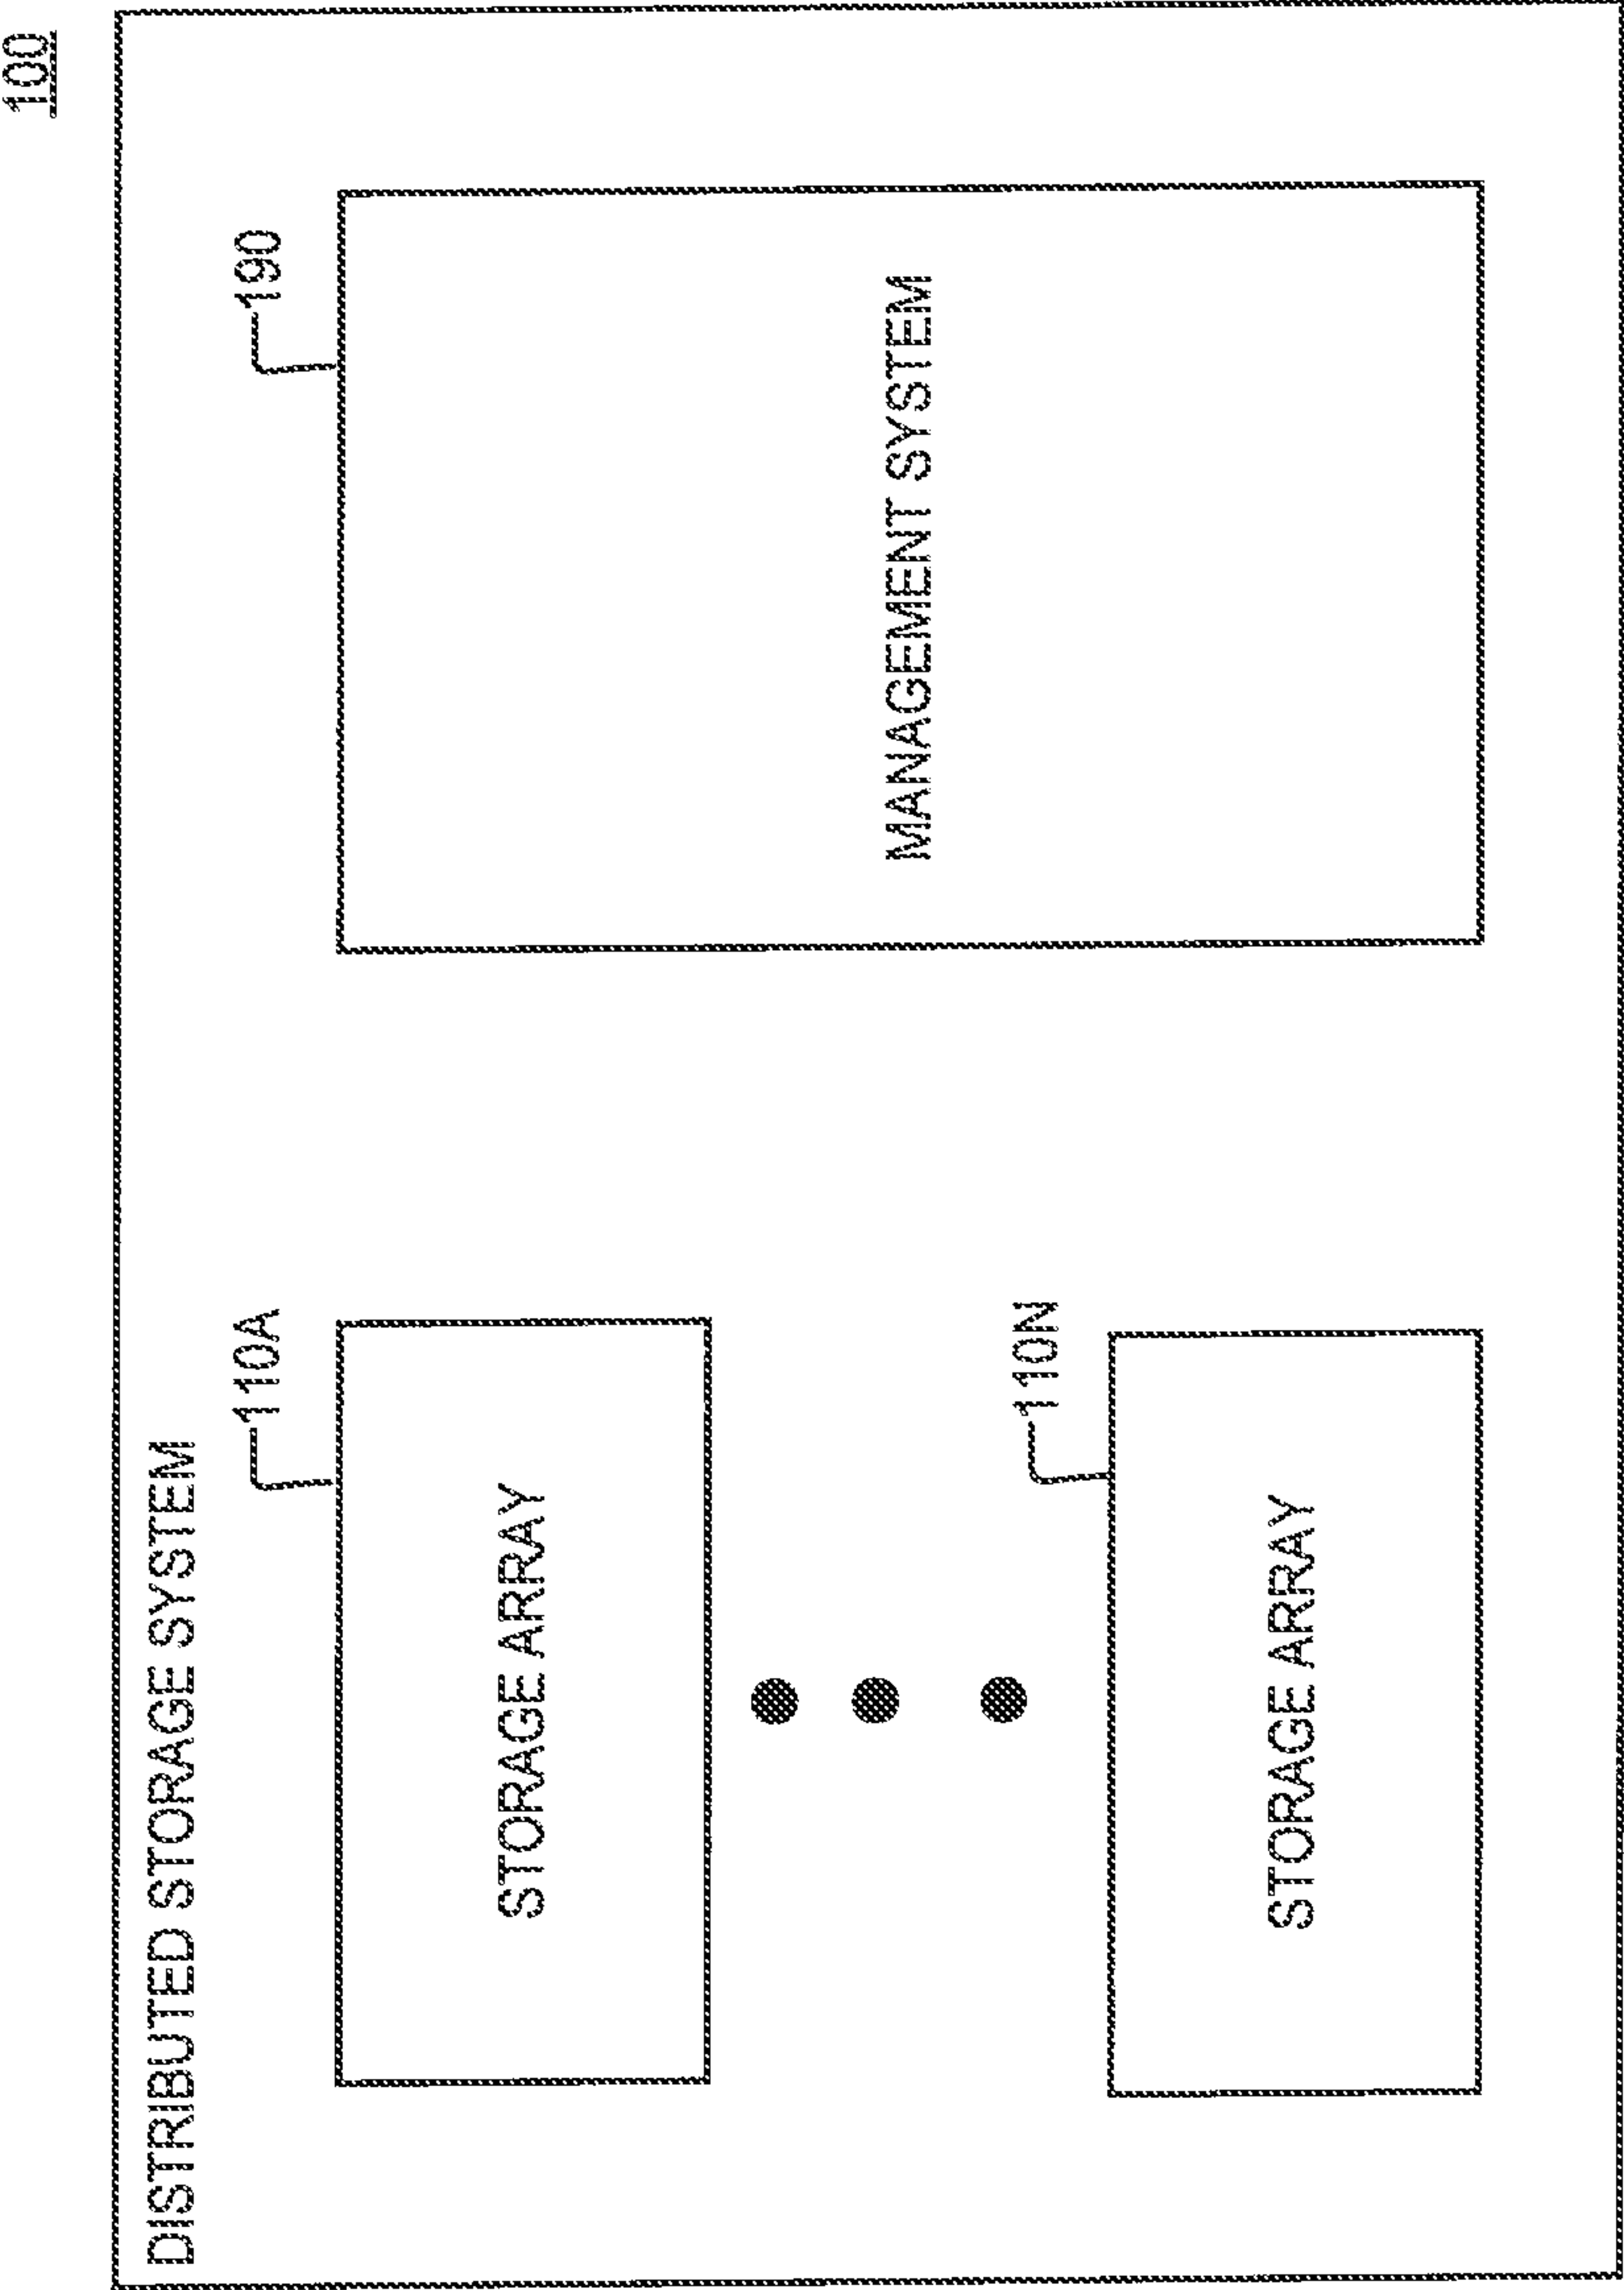 100
DISTRIBUTED STORAGE SYSTEM
110A
STORAGE ARRAY
110N
STORAGE ARRAY
190
MANAGEMENT SYSTEM